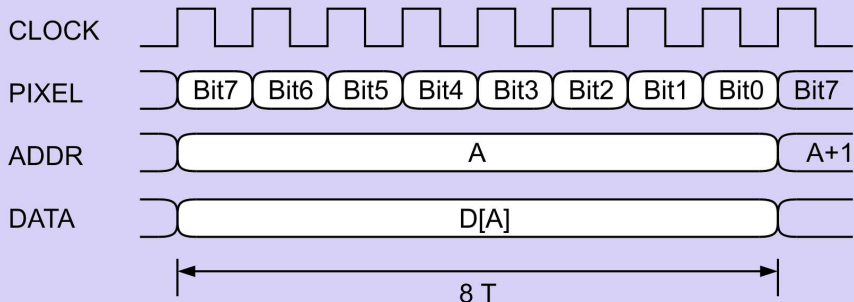 CLOCK
PIXEL Bit7 Bit6 Bit5 Bit4 Bit3 Bit2 Bit1 Bit0 Bit7
ADDR A A+1
DATA D[A]
8 T